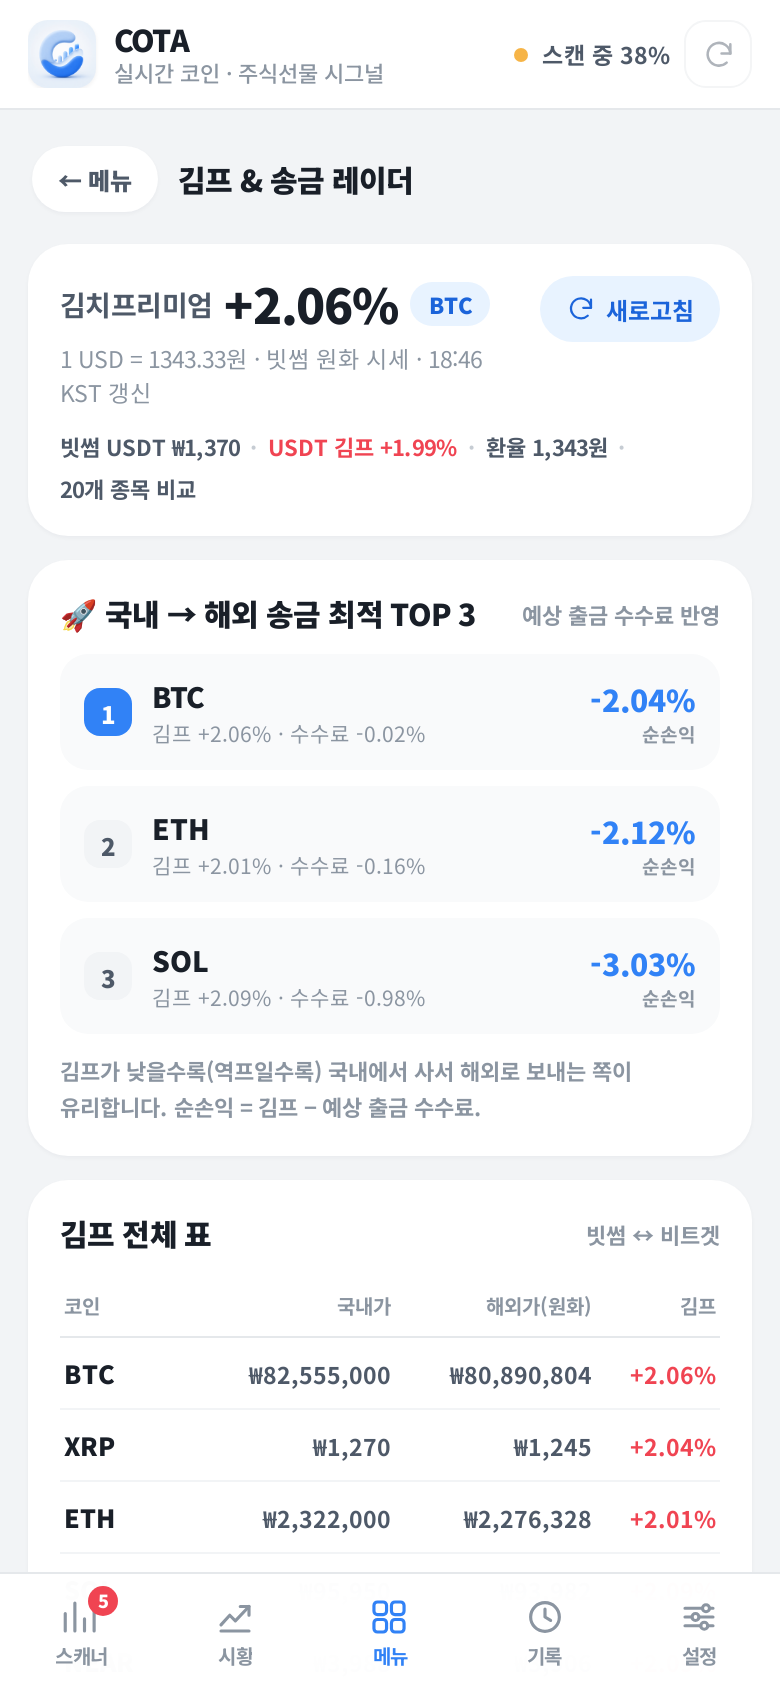 COTA
실시간 코인 · 주식선물 시그널
스캔 중 38%
← 메뉴
김프 & 송금 레이더
김치프리미엄 +2.06% BTC
새로고침
1 USD = 1343.33원 · 빗썸 원화 시세 · 18:46
KST 갱신
빗썸 USDT ₩1,370 · USDT 김프 +1.99% · 환율 1,343원 ·
20개 종목 비교
🚀 국내 → 해외 송금 최적 TOP 3
예상 출금 수수료 반영
1
BTC
김프 +2.06% · 수수료 -0.02%
-2.04%
순손익
2
ETH
김프 +2.01% · 수수료 -0.16%
-2.12%
순손익
3
SOL
김프 +2.09% · 수수료 -0.98%
-3.03%
순손익
김프가 낮을수록(역프일수록) 국내에서 사서 해외로 보내는 쪽이
유리합니다. 순손익 = 김프 − 예상 출금 수수료.
김프 전체 표
빗썸 ↔ 비트겟
코인 국내가 해외가(원화) 김프
BTC ₩82,555,000 ₩80,890,804 +2.06%
XRP ₩1,270 ₩1,245 +2.04%
ETH ₩2,322,000 ₩2,276,328 +2.01%
5
스캐너 시황 메뉴 기록 설정